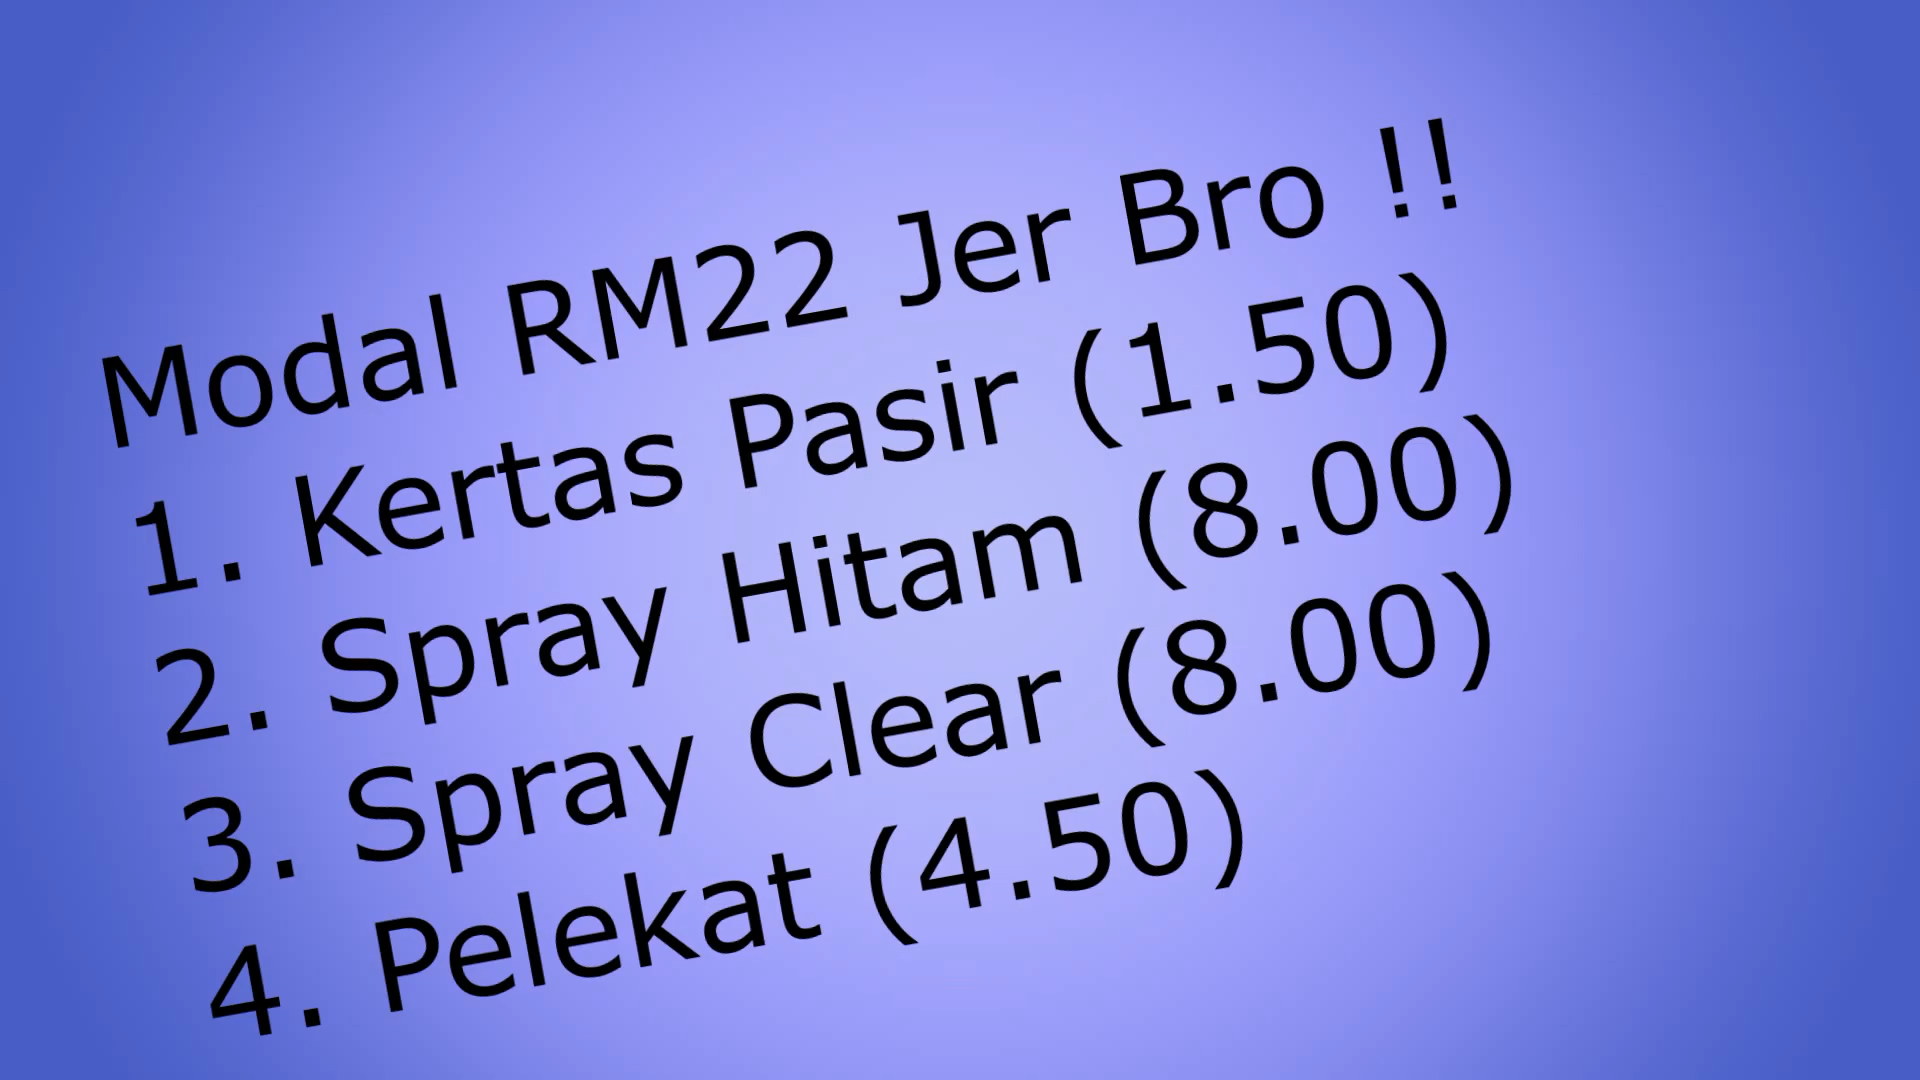 Modal RM22 Jer Bro !!
1. Kertas Pasir (1.50)
2. Spray Hitam (8.00)
3. Spray Clear (8.00)
4. Pelekat (4.50)